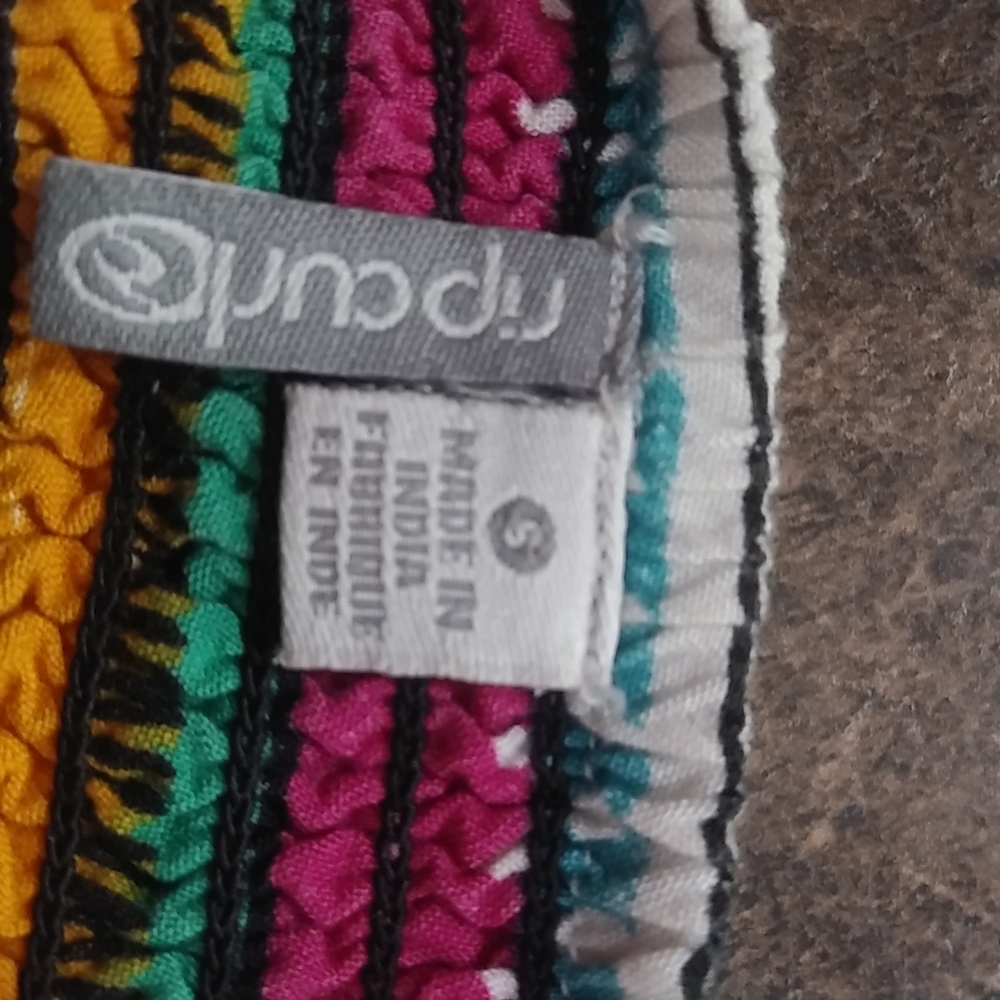 rip curl
S
MADE IN
INDIA
FABRIQUE
EN INDE